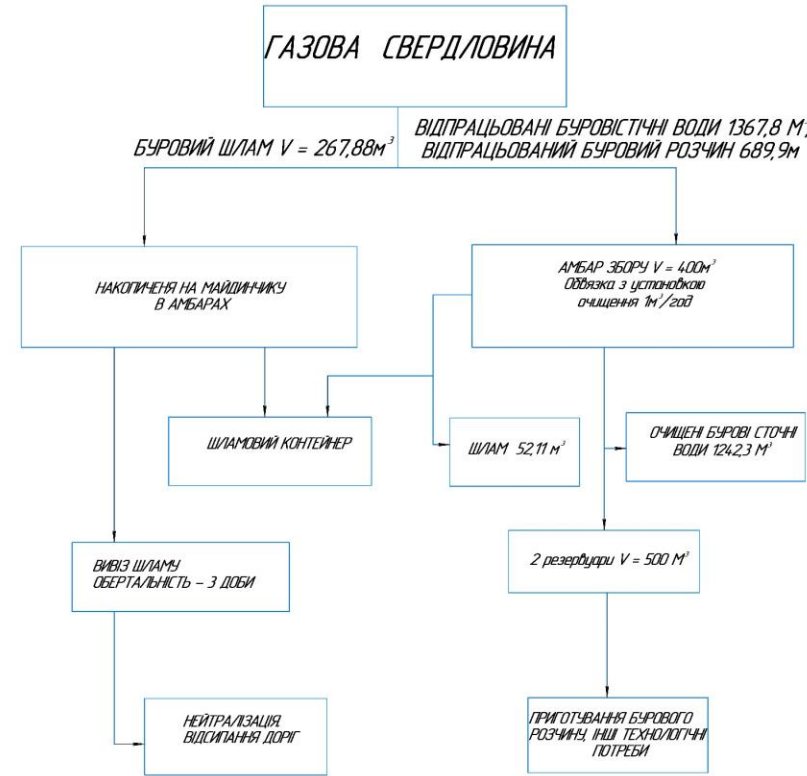 ГАЗОВА СВЕРДЛОВИНА
БУРОВИЙ ШЛАМ V = 267,88м³
ВІДПРАЦЬОВАНІ БУРОВІСТІЧНІ ВОДИ 1367,8 М³,
ВІДПРАЦЬОВАНИЙ БУРОВИЙ РОЗЧИН 689,9м
НАКОПИЧЕНЯ НА МАЙДИНЧИКУ
В АМБАРАХ
АМБАР ЗБОРУ V = 400м³
Обвязка з установкою
очищення 1м³/год
ШЛАМОВИЙ КОНТЕЙНЕР
ШЛАМ 52,11 м³
ОЧИЩЕНІ БУРОВІ СТОЧНІ
ВОДИ 1242,3 М³
ВИВІЗ ШЛАМУ
ОБЕРТАЛЬНІСТЬ – 3 ДОБИ
2 резервуари V = 500 М³
НЕЙТРАЛІЗАЦІЯ,
ВІДСИПАННЯ ДОРІГ
ПРИГОТУВАННЯ БУРОВОГО
РОЗЧИНУ, ІНШІ ТЕХНОЛОГІЧНІ
ПОТРЕБИ